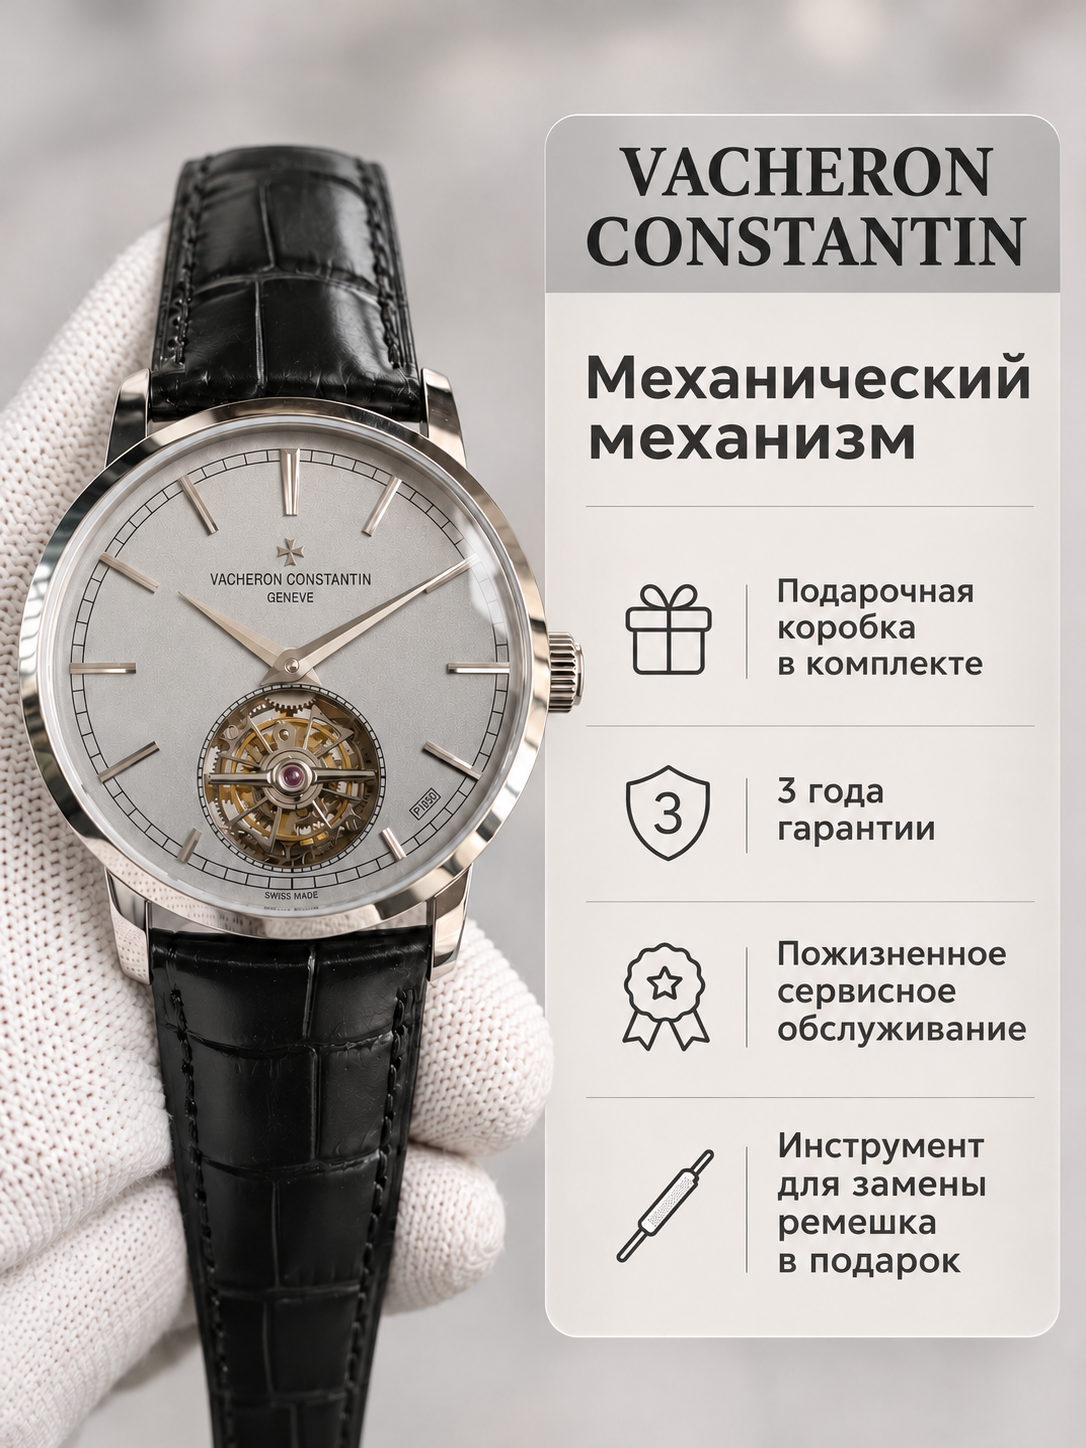 VACHERON
CONSTANTIN
Механический
механизм
Подарочная
коробка
в комплекте
3
3 года
гарантии
Пожизненное
сервисное
обслуживание
Инструмент
для замены
ремешка
в подарок
VACHERON CONSTANTIN
GENEVE
P1050
SWISS MADE